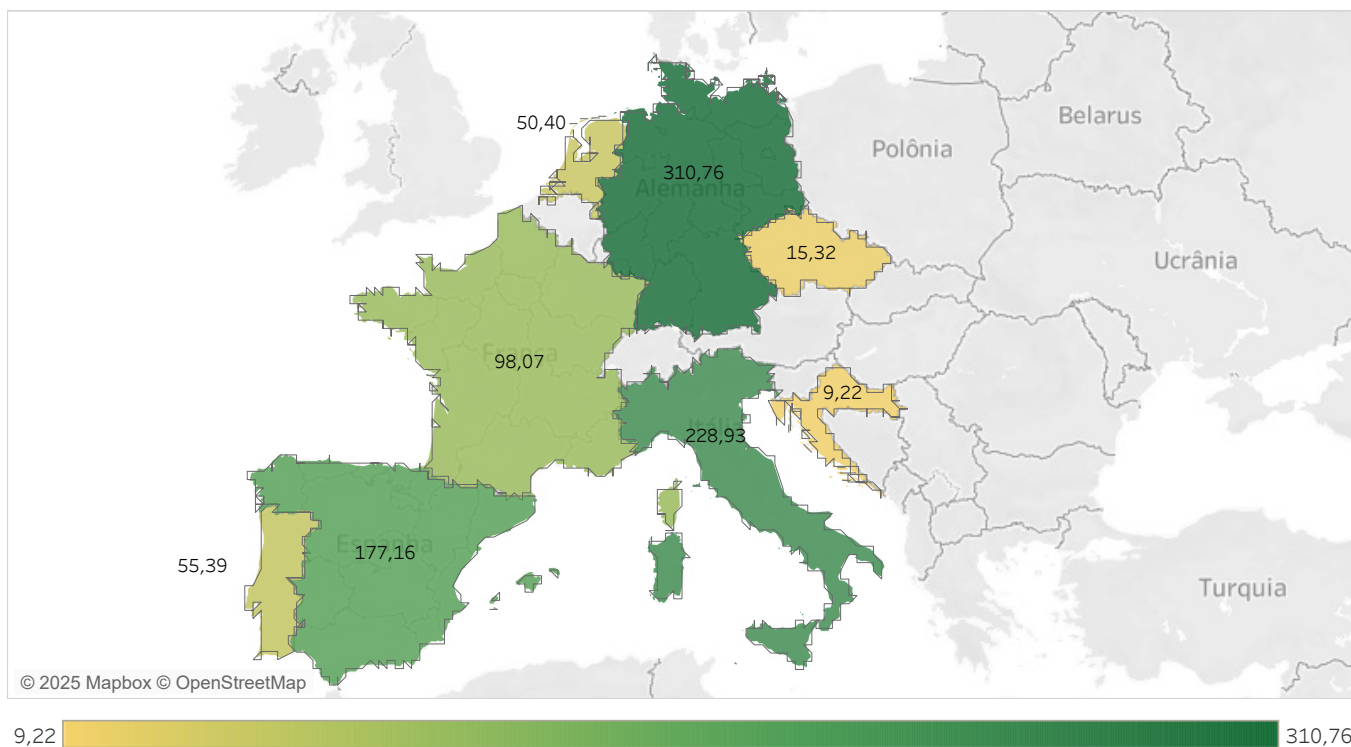 Belarus
50,40
Polônia
310,76
Alemanha
15,32
Ucrânia
França
98,07
9,22
Itália
228,93
Espanha
177,16
55,39
Turquia
© 2025 Mapbox © OpenStreetMap
9,22
310,76